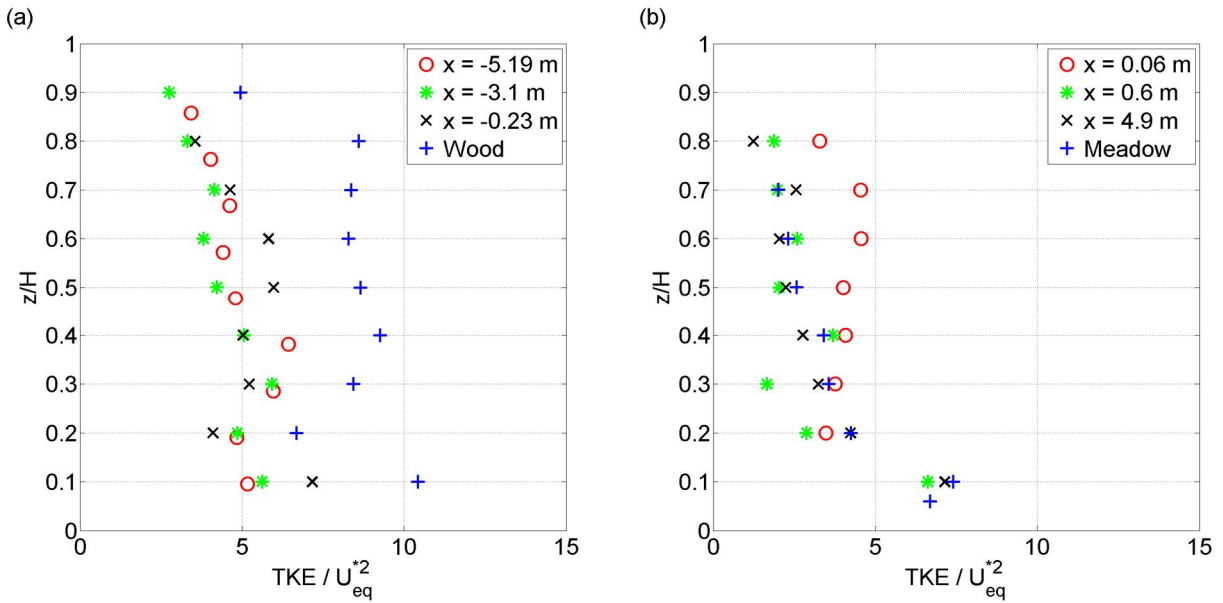 (a)
1
0.9
0.8
0.7
0.6
0.5
0.4
0.3
0.2
0.1
0
z/H
0
5
10
15
TKE / U*2eq
x = -5.19 m
x = -3.1 m
x = -0.23 m
Wood
(b)
1
0.9
0.8
0.7
0.6
0.5
0.4
0.3
0.2
0.1
0
z/H
0
5
10
15
TKE / U*2eq
x = 0.06 m
x = 0.6 m
x = 4.9 m
Meadow